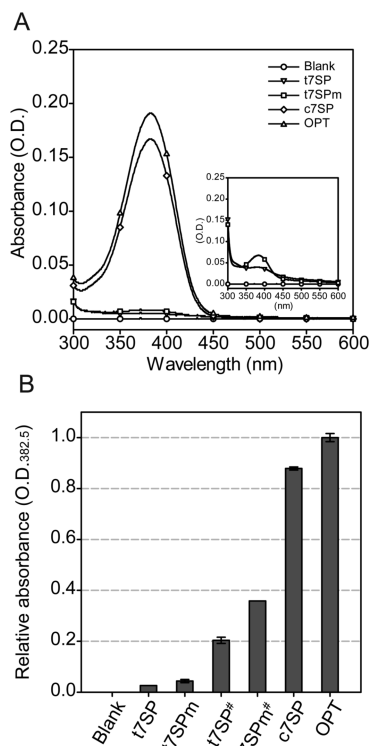 A
0.25
0.20
0.15
0.10
0.05
0.00
Absorbance (O.D.)
Blank
t7SP
t7SPm
c7SP
OPT
0.25
0.20
0.15
0.10
0.05
0.00
(O.D.)
300 350 400 450 500 550 600
(nm)
300 350 400 450 500 550 600
Wavelength (nm)
B
Relative absorbance (O.D.382.5)
1.0
0.8
0.6
0.4
0.2
0.0
Blank
t7SP
t7SPm
t7SP#
7SPm#
c7SP
OPT